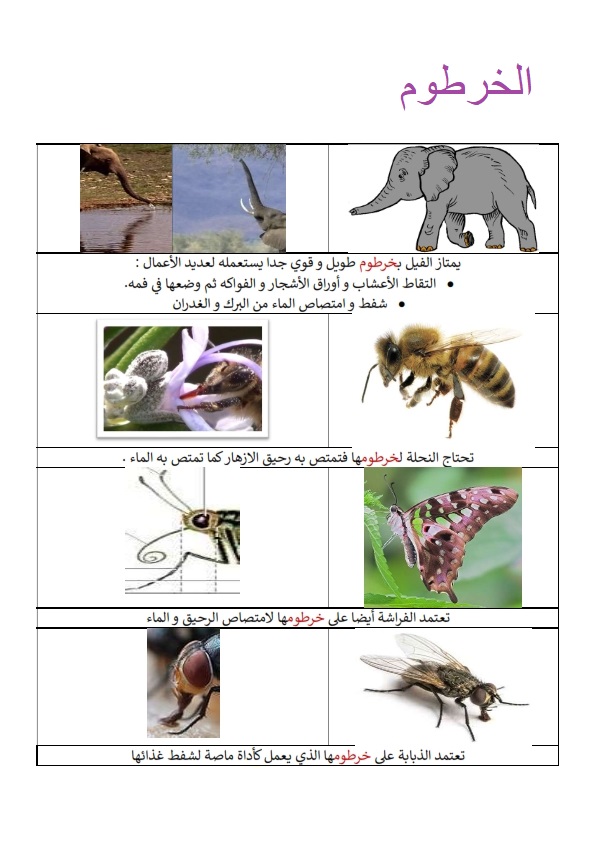 الخرطوم
يمتاز الفيل بخرطوم طويل و قوي جدا يستعمله لعديد الأعمال :
• التقاط الأعشاب و أوراق الأشجار و الفواكه ثم وضعها في فمه.
• شفط و امتصاص الماء من البرك و الغدران
تحتاج النحلة لخرطومها فتمتص به رحيق الازهار كما تمتص به الماء .
تعتمد الفراشة أيضا على خرطومها لامتصاص الرحيق و الماء
تعتمد الذبابة على خرطومها الذي يعمل كأداة ماصة لشفط غذائها